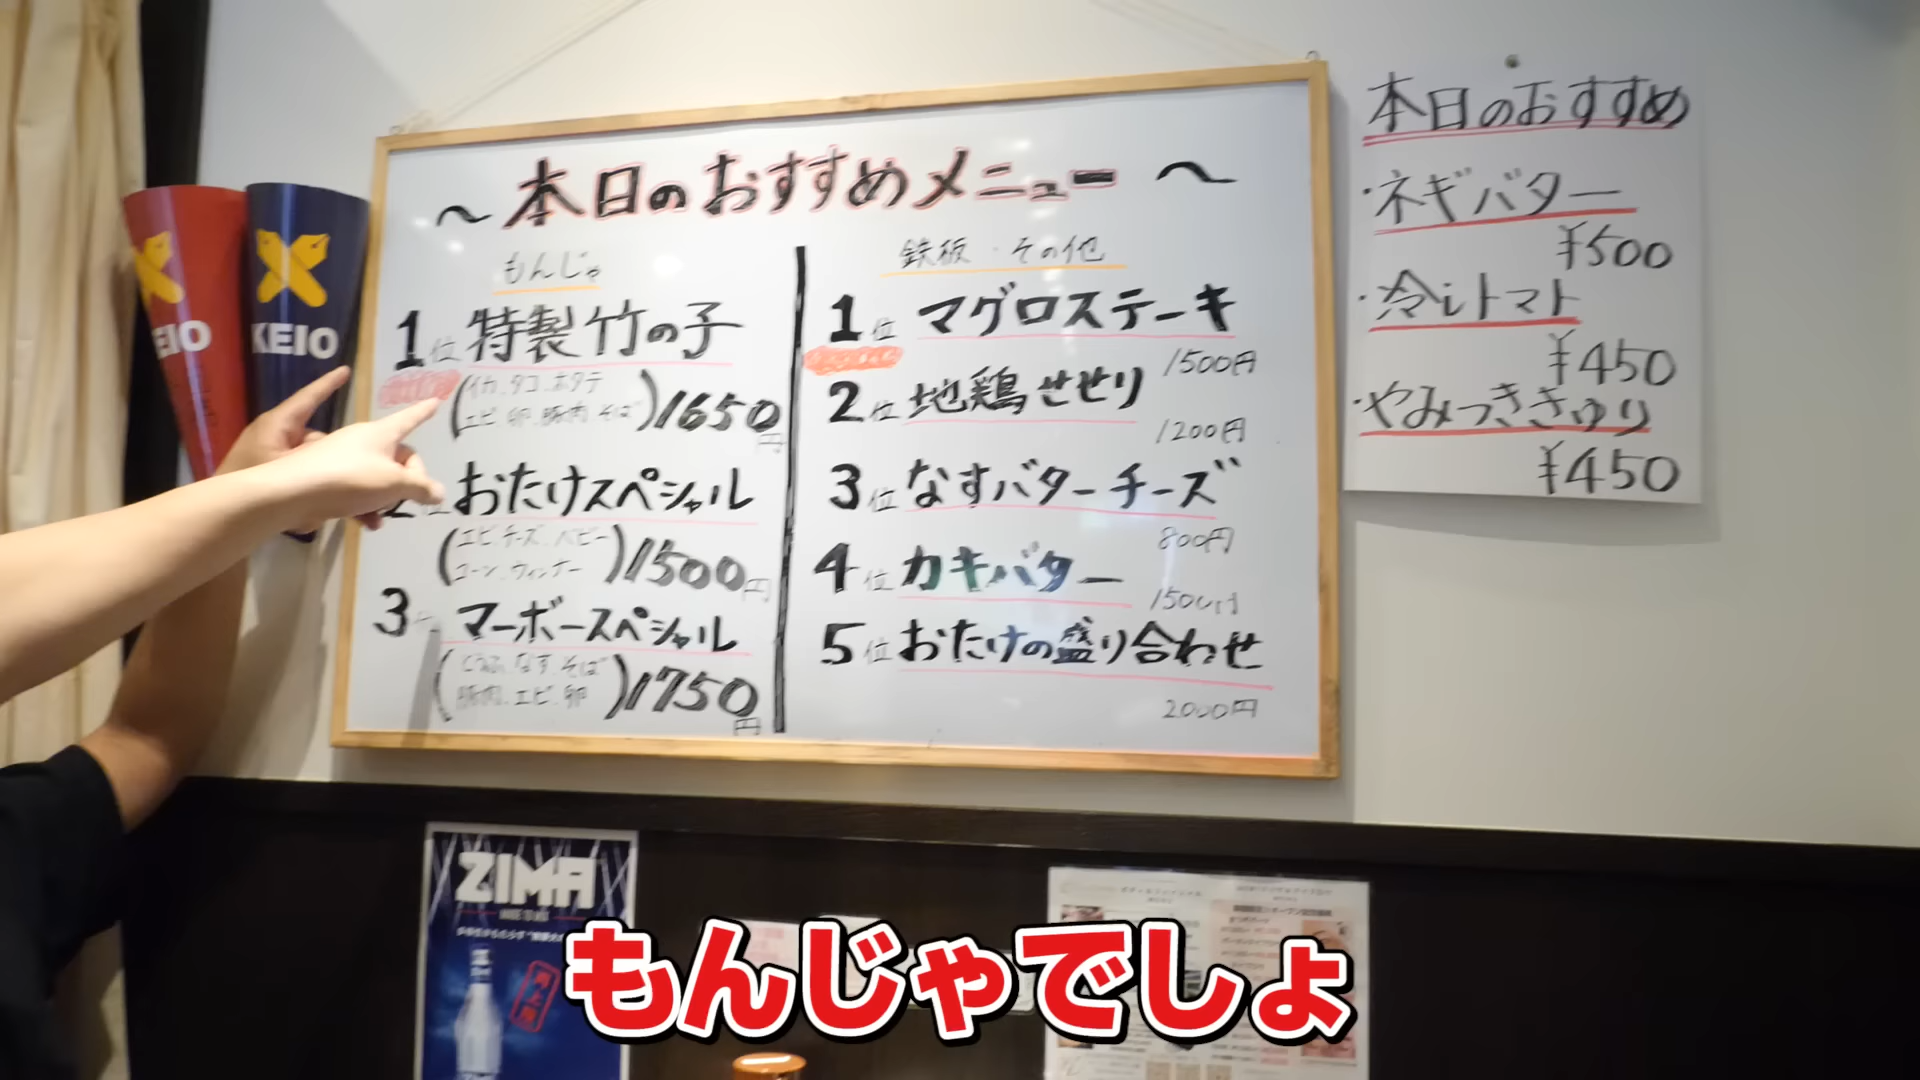 ～本日のおすすめメニュー～
もんじゃ
1位 特製竹の子
(イカ、タコ、ホタテ
エビ、卵、豚肉、そば) 1650円
位 おたけスペシャル
(エビ、チーズ、ベビー
コーン、ウィンナー) 1500円
3 マーボースペシャル
(とうふ、なす、そば
豚肉、エビ、卵) 1750円
鉄板・その他
1位 マグロステーキ
1500円
2位 地鶏せせり
1200円
3位 なすバターチーズ
800円
4位 カキバター
1500円
5位 おたけの盛り合わせ
2000円
本日のおすすめ
・ネギバター
¥500
・冷しトマト
¥450
・やみつききゅり
¥450
EIO
KEIO
ZIMA
もんじゃでしょ